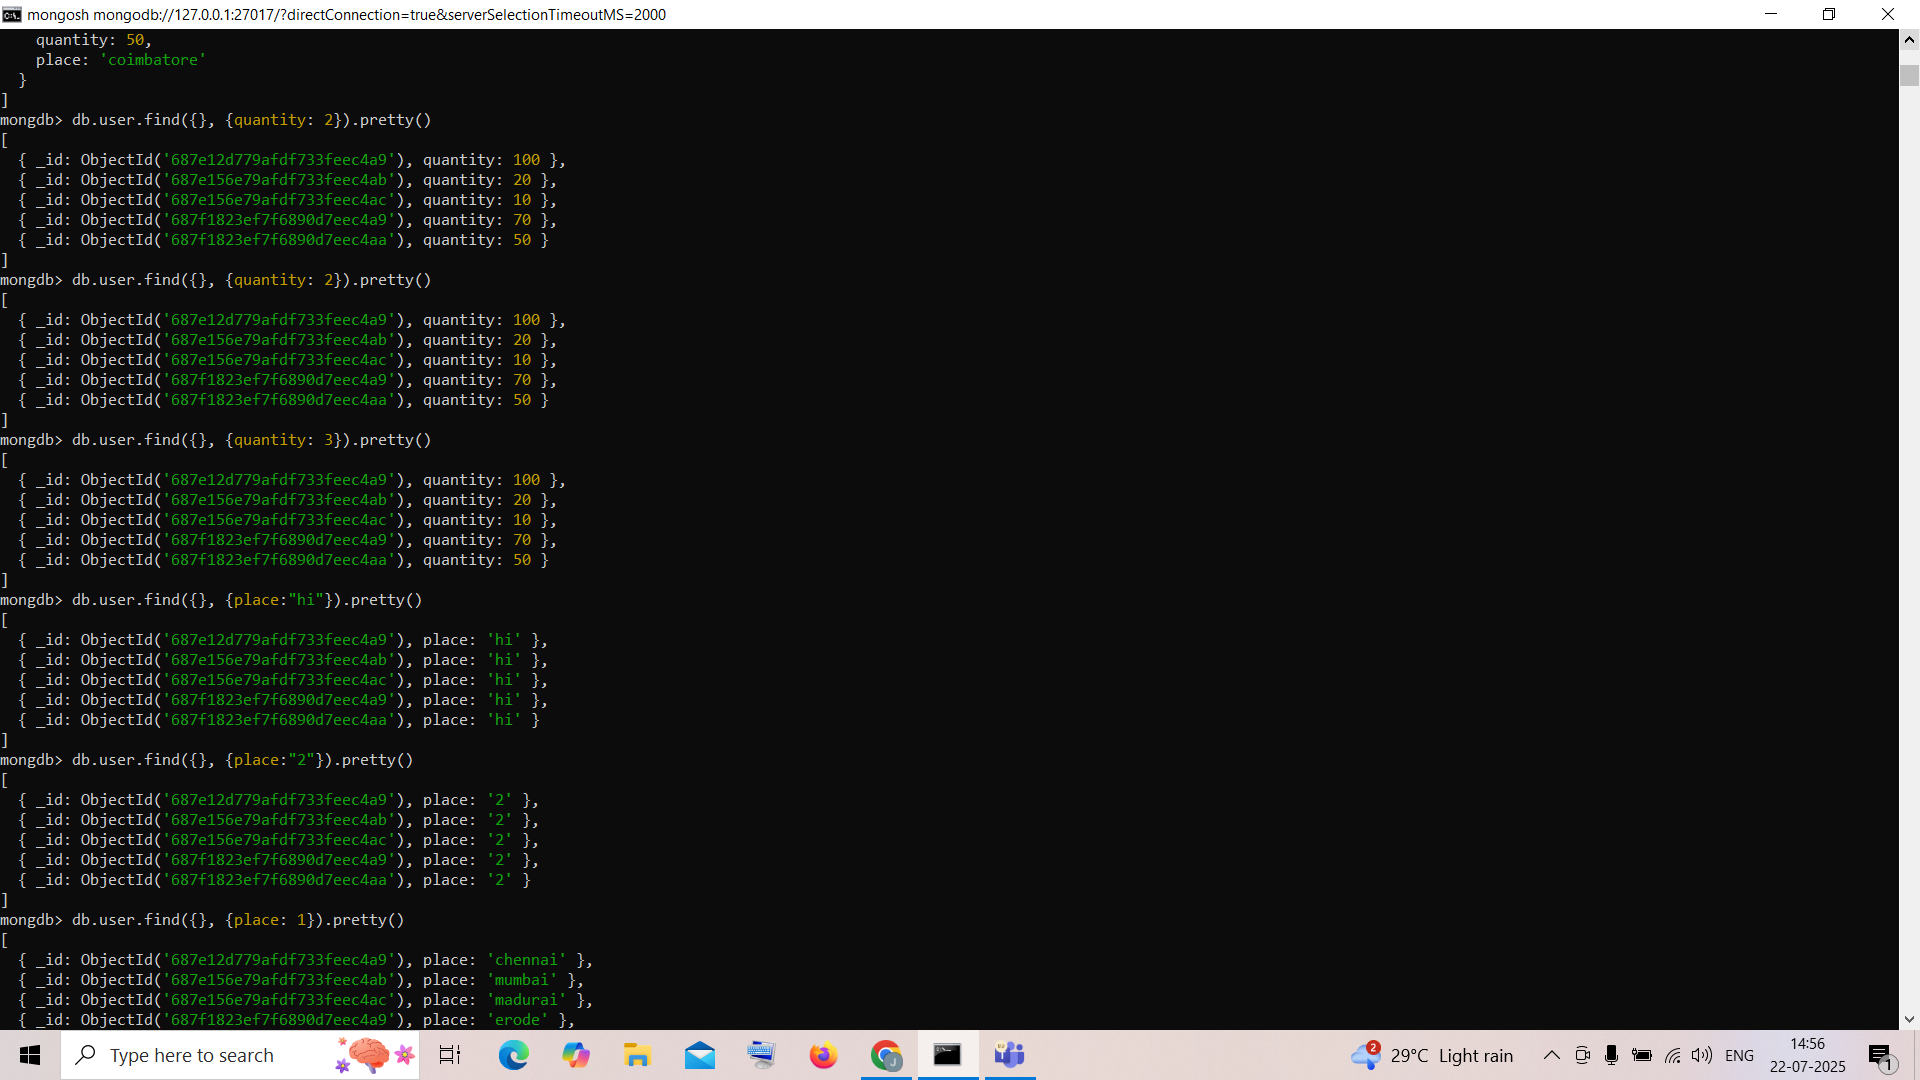 mongosh mongodb://127.0.0.1:27017/?directConnection=true&serverSelectionTimeoutMS=2000
    quantity: 50,
    place: 'coimbatore'
  }
]
mongdb> db.user.find({}, {quantity: 2}).pretty()
[
  { _id: ObjectId('687e12d779afdf733feec4a9'), quantity: 100 },
  { _id: ObjectId('687e156e79afdf733feec4ab'), quantity: 20 },
  { _id: ObjectId('687e156e79afdf733feec4ac'), quantity: 10 },
  { _id: ObjectId('687f1823ef7f6890d7eec4a9'), quantity: 70 },
  { _id: ObjectId('687f1823ef7f6890d7eec4aa'), quantity: 50 }
]
mongdb> db.user.find({}, {quantity: 2}).pretty()
[
  { _id: ObjectId('687e12d779afdf733feec4a9'), quantity: 100 },
  { _id: ObjectId('687e156e79afdf733feec4ab'), quantity: 20 },
  { _id: ObjectId('687e156e79afdf733feec4ac'), quantity: 10 },
  { _id: ObjectId('687f1823ef7f6890d7eec4a9'), quantity: 70 },
  { _id: ObjectId('687f1823ef7f6890d7eec4aa'), quantity: 50 }
]
mongdb> db.user.find({}, {quantity: 3}).pretty()
[
  { _id: ObjectId('687e12d779afdf733feec4a9'), quantity: 100 },
  { _id: ObjectId('687e156e79afdf733feec4ab'), quantity: 20 },
  { _id: ObjectId('687e156e79afdf733feec4ac'), quantity: 10 },
  { _id: ObjectId('687f1823ef7f6890d7eec4a9'), quantity: 70 },
  { _id: ObjectId('687f1823ef7f6890d7eec4aa'), quantity: 50 }
]
mongdb> db.user.find({}, {place:"hi"}).pretty()
[
  { _id: ObjectId('687e12d779afdf733feec4a9'), place: 'hi' },
  { _id: ObjectId('687e156e79afdf733feec4ab'), place: 'hi' },
  { _id: ObjectId('687e156e79afdf733feec4ac'), place: 'hi' },
  { _id: ObjectId('687f1823ef7f6890d7eec4a9'), place: 'hi' },
  { _id: ObjectId('687f1823ef7f6890d7eec4aa'), place: 'hi' }
]
mongdb> db.user.find({}, {place:"2"}).pretty()
[
  { _id: ObjectId('687e12d779afdf733feec4a9'), place: '2' },
  { _id: ObjectId('687e156e79afdf733feec4ab'), place: '2' },
  { _id: ObjectId('687e156e79afdf733feec4ac'), place: '2' },
  { _id: ObjectId('687f1823ef7f6890d7eec4a9'), place: '2' },
  { _id: ObjectId('687f1823ef7f6890d7eec4aa'), place: '2' }
]
mongdb> db.user.find({}, {place: 1}).pretty()
[
  { _id: ObjectId('687e12d779afdf733feec4a9'), place: 'chennai' },
  { _id: ObjectId('687e156e79afdf733feec4ab'), place: 'mumbai' },
  { _id: ObjectId('687e156e79afdf733feec4ac'), place: 'madurai' },
  { _id: ObjectId('687f1823ef7f6890d7eec4a9'), place: 'erode' },
Type here to search
2
29°C Light rain
ENG
14:56
22-07-2025
1